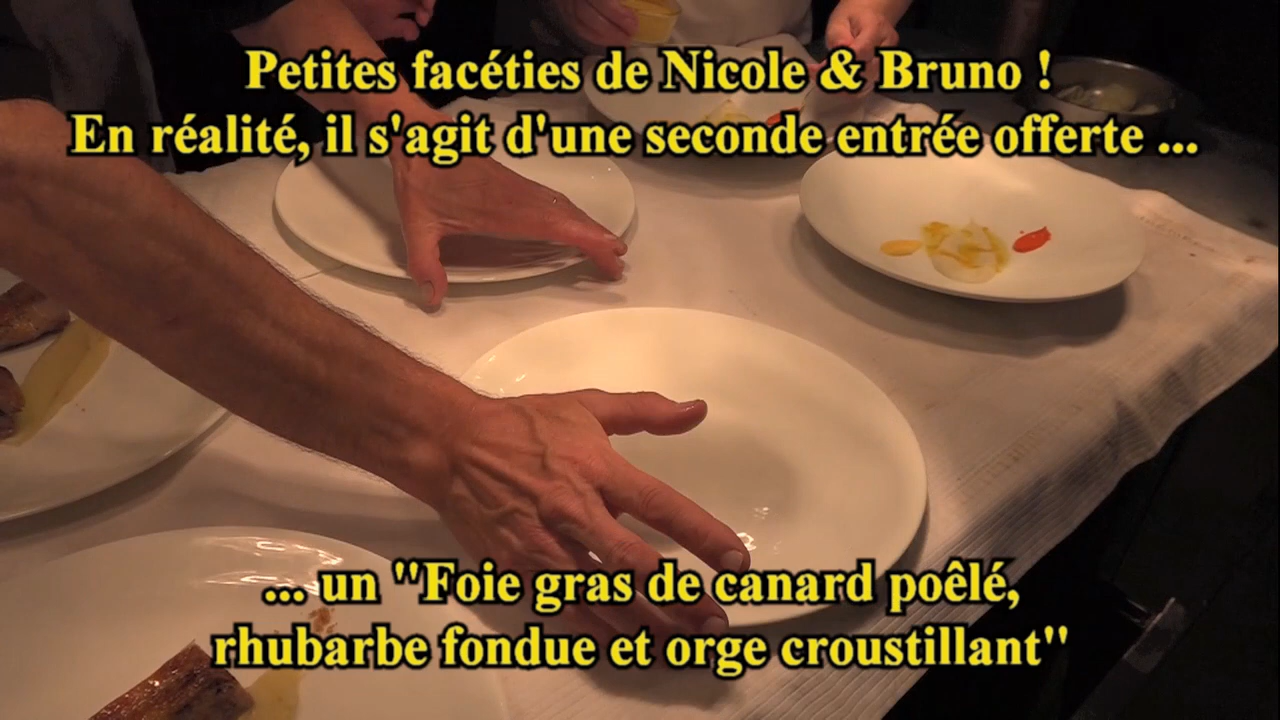 Petites facéties de Nicole & Bruno !
En réalité, il s'agit d'une seconde entrée offerte ...
... un "Foie gras de canard poêlé,
rhubarbe fondue et orge croustillant"